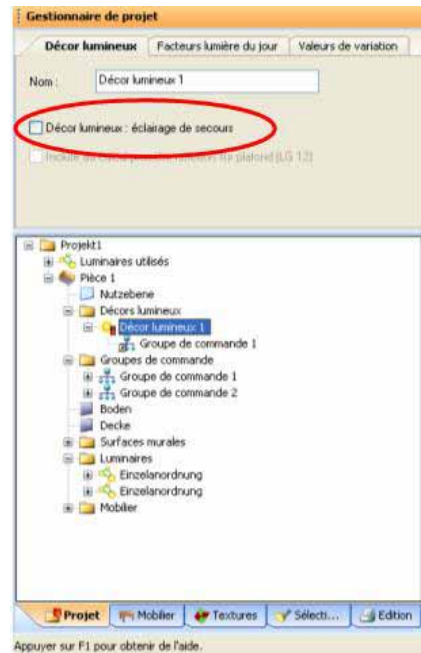 Gestionnaire de projet
Décor lumineux Facteurs lumière du jour Valeurs de variation
Nom : Décor lumineux 1
Décor lumineux : éclairage de secours
Projekt1
Luminaires utilisés
Pièce 1
Nutzebene
Décors lumineux
Décor lumineux 1
Groupe de commande 1
Groupes de commande
Groupe de commande 1
Groupe de commande 2
Boden
Decke
Surfaces murales
Luminaires
Einzelanordnung
Einzelanordnung
Mobilier
Projet Mobilier Textures Sélecti... Edition
Appuyer sur F1 pour obtenir de l'aide.